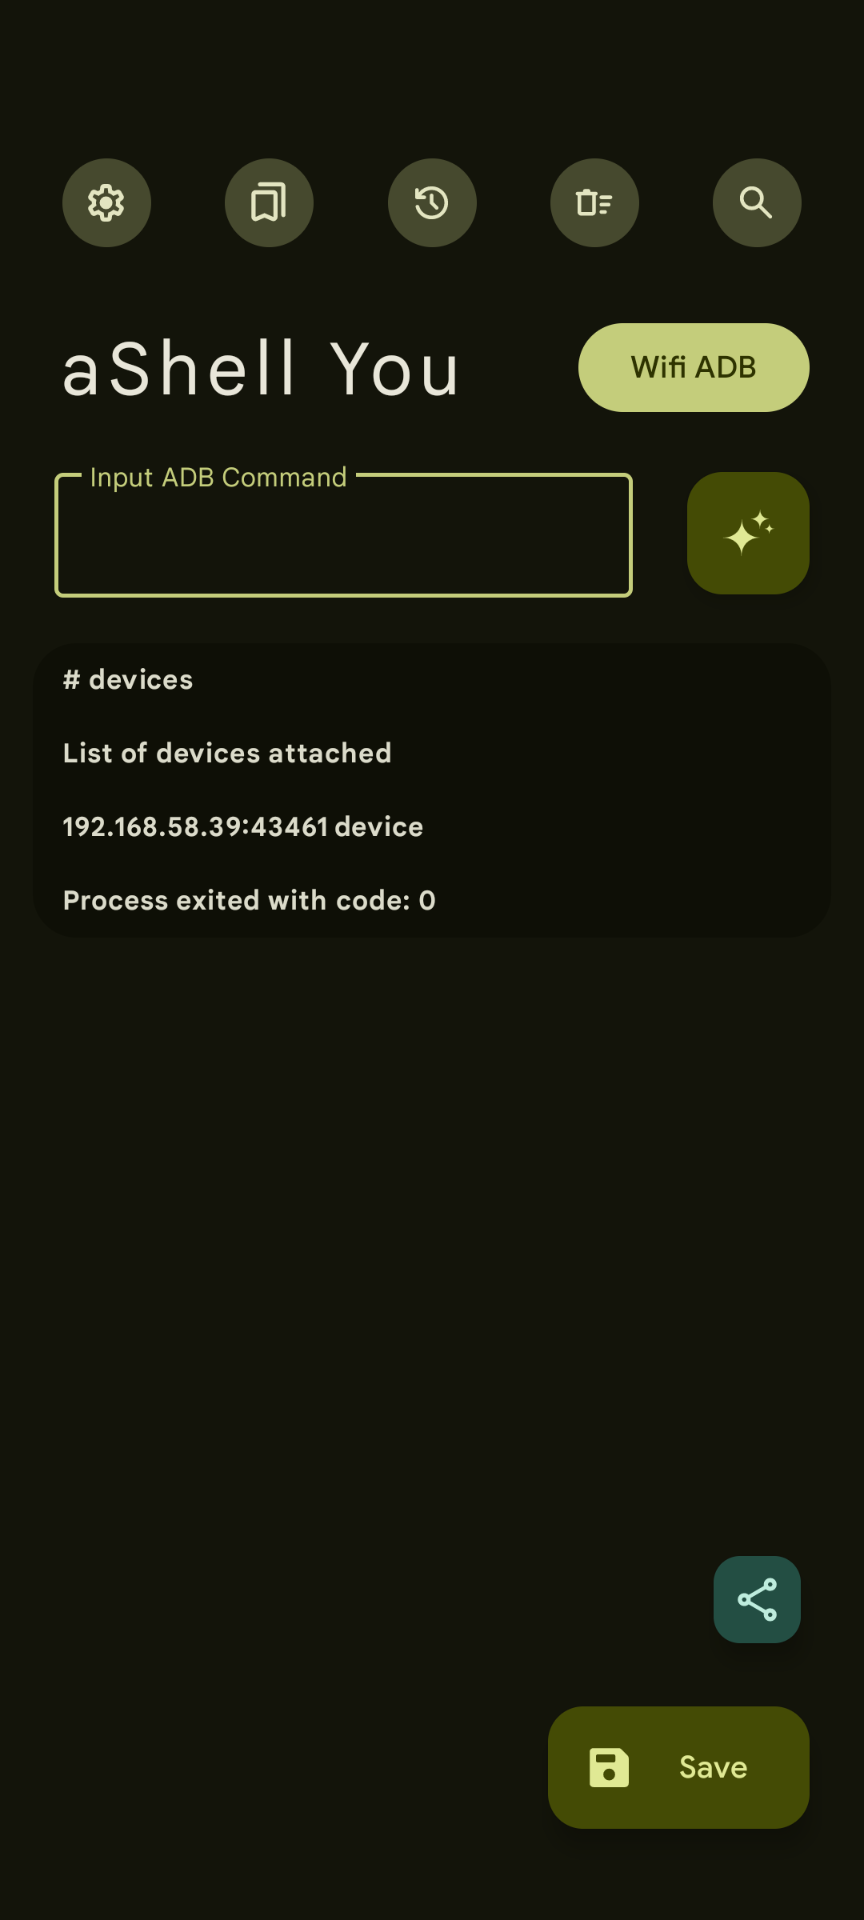 aShell You
Wifi ADB
Input ADB Command
# devices
List of devices attached
192.168.58.39:43461 device
Process exited with code: 0
Save